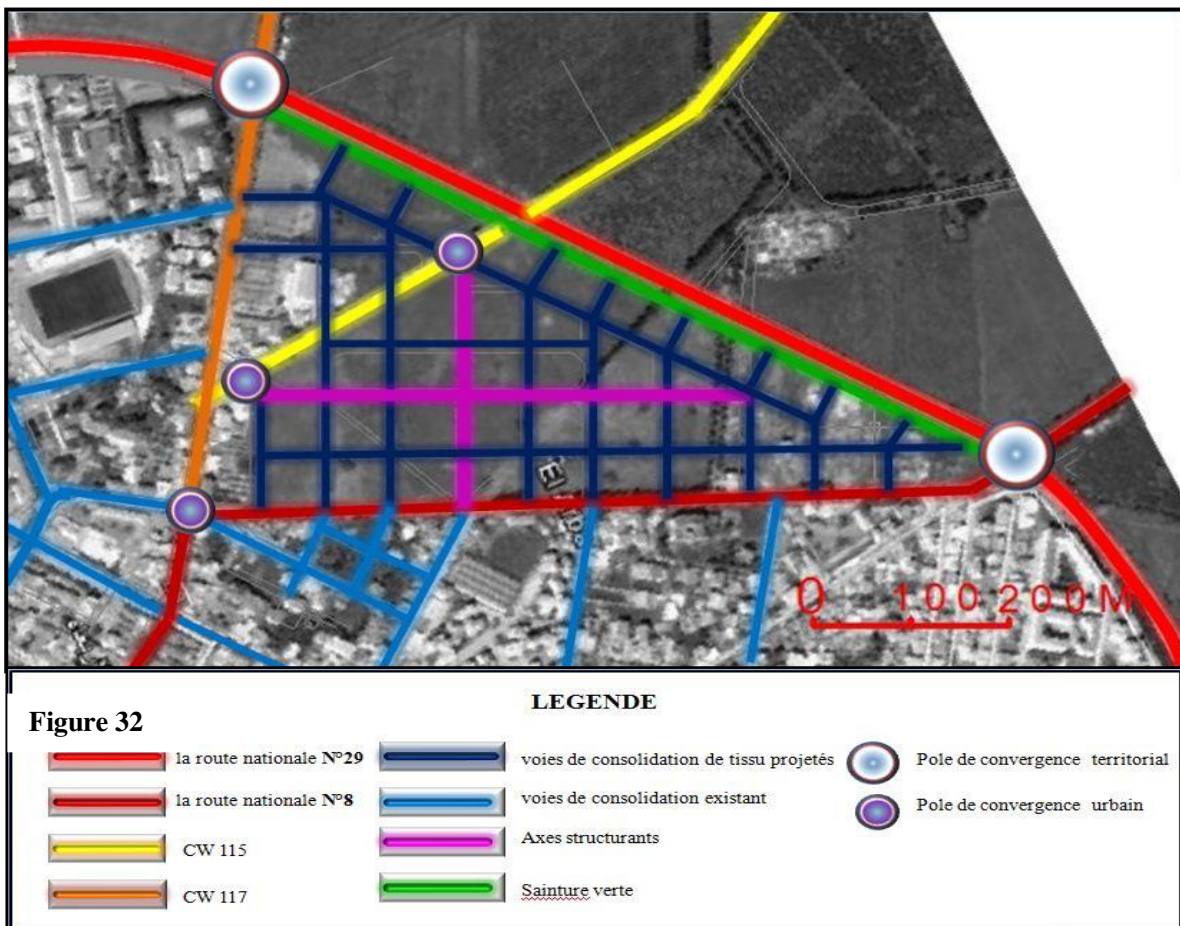 0 100 200 M
LEGENDE
Figure 32
la route nationale N°29
la route nationale N°8
CW 115
CW 117
voies de consolidation de tissu projetés
voies de consolidation existant
Axes structurants
Sainture verte
Pole de convergence territorial
Pole de convergence urbain